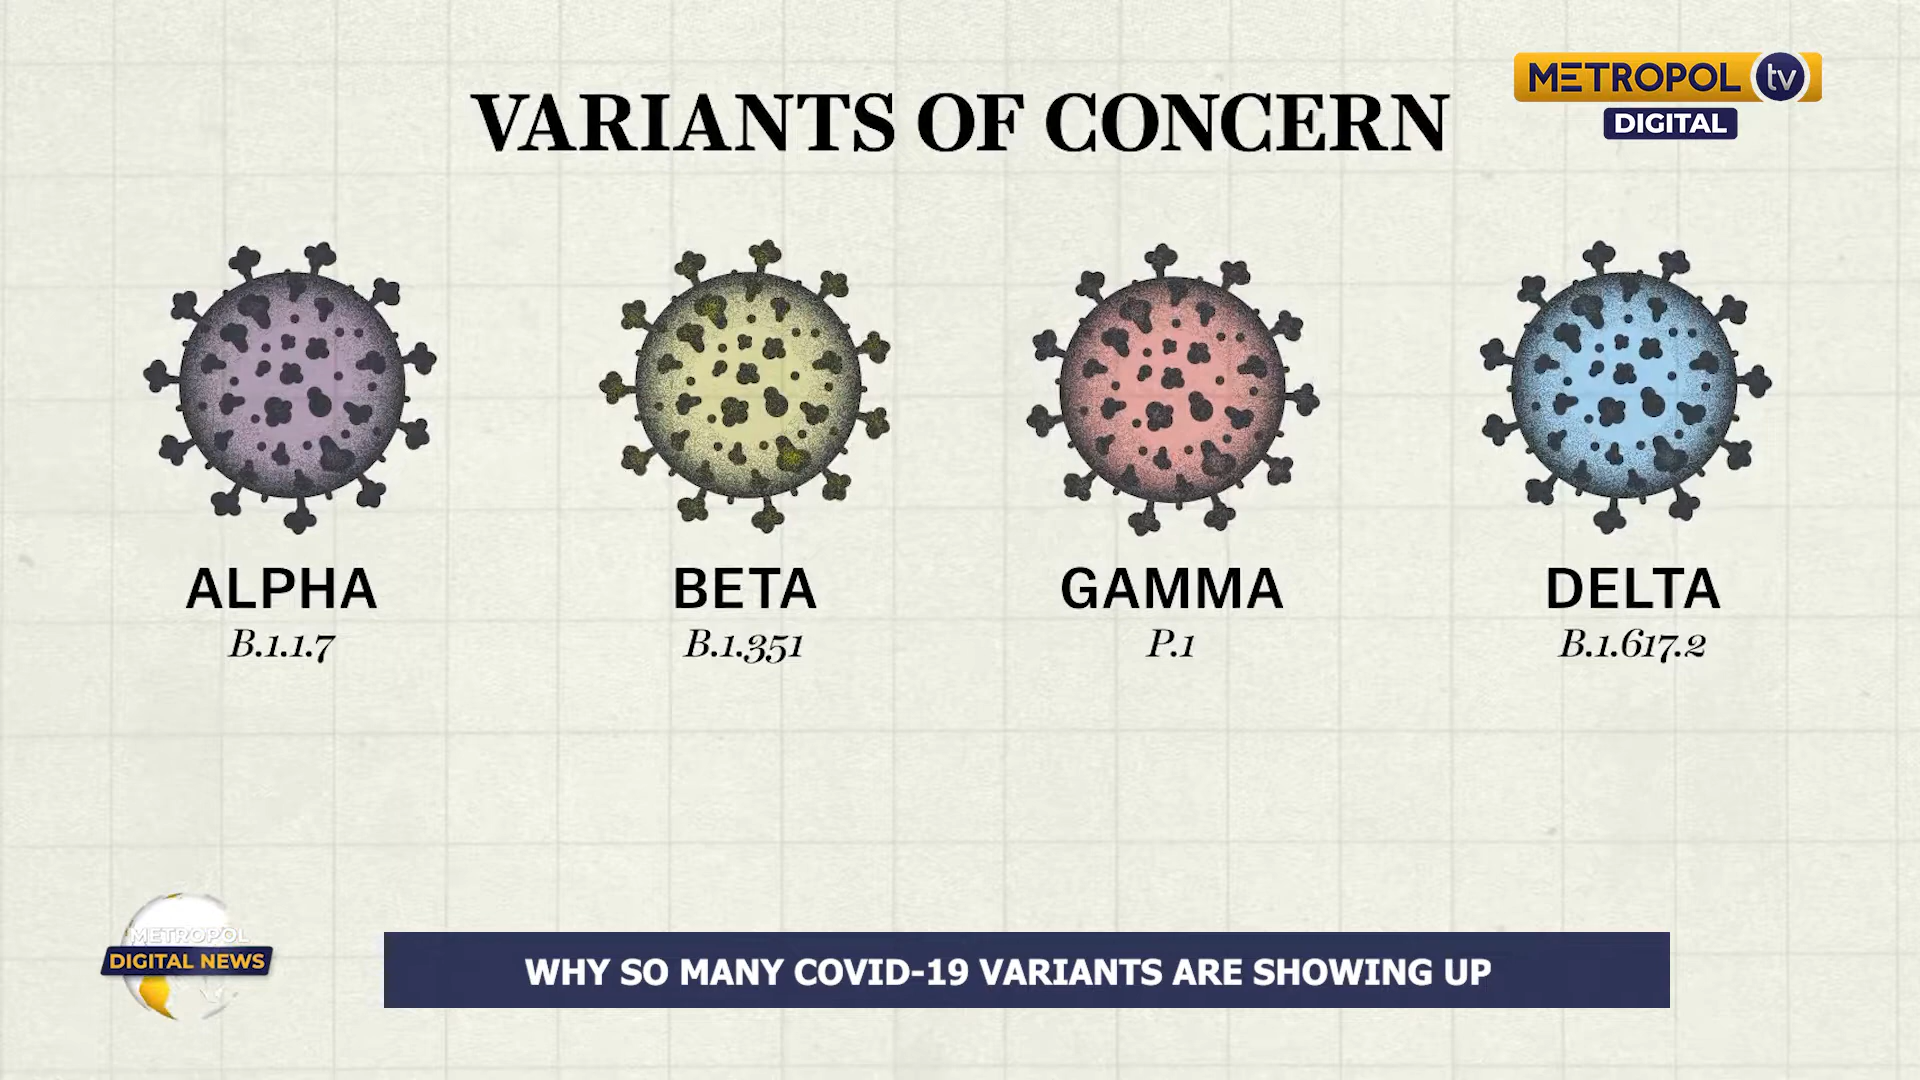 VARIANTS OF CONCERN
METROPOL tv
DIGITAL
ALPHA
B.1.1.7
BETA
B.1.351
GAMMA
P.1
DELTA
B.1.617.2
METROPOL
DIGITAL NEWS
WHY SO MANY COVID-19 VARIANTS ARE SHOWING UP